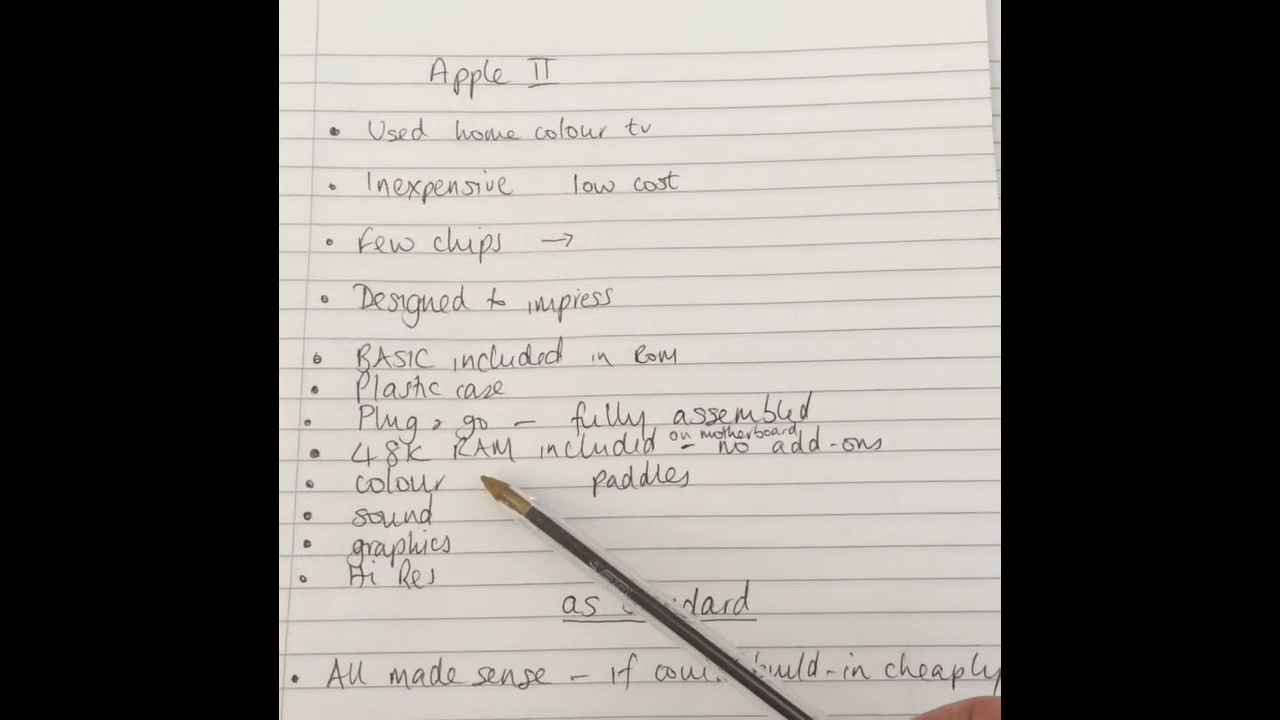 Apple II
• Used home colour tv
• Inexpensive low cost
• Few chips →
• Designed to impress
• BASIC included in ROM
• Plastic case
• Plug > go - fully assembled
on motherboard
• 48K RAM included - no add-ons
• colour paddles
• sound
• graphics
• Hi Res
as
• All made sense - if build-in cheaply